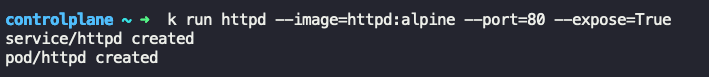 controlplane ~ ➜  k run httpd --image=httpd:alpine --port=80 --expose=True
service/httpd created
pod/httpd created